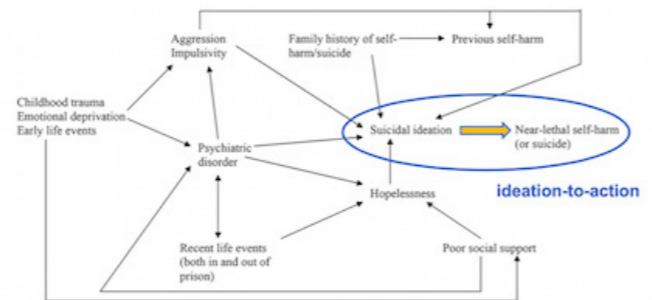 Aggression
Impulsivity
Family history of self-
harm/suicide
Previous self-harm
Childhood trauma
Emotional deprivation
Early life events
Suicidal ideation
Near-lethal self-harm
(or suicide)
Psychiatric
disorder
ideation-to-action
Hopelessness
Recent life events
(both in and out of
prison)
Poor social support